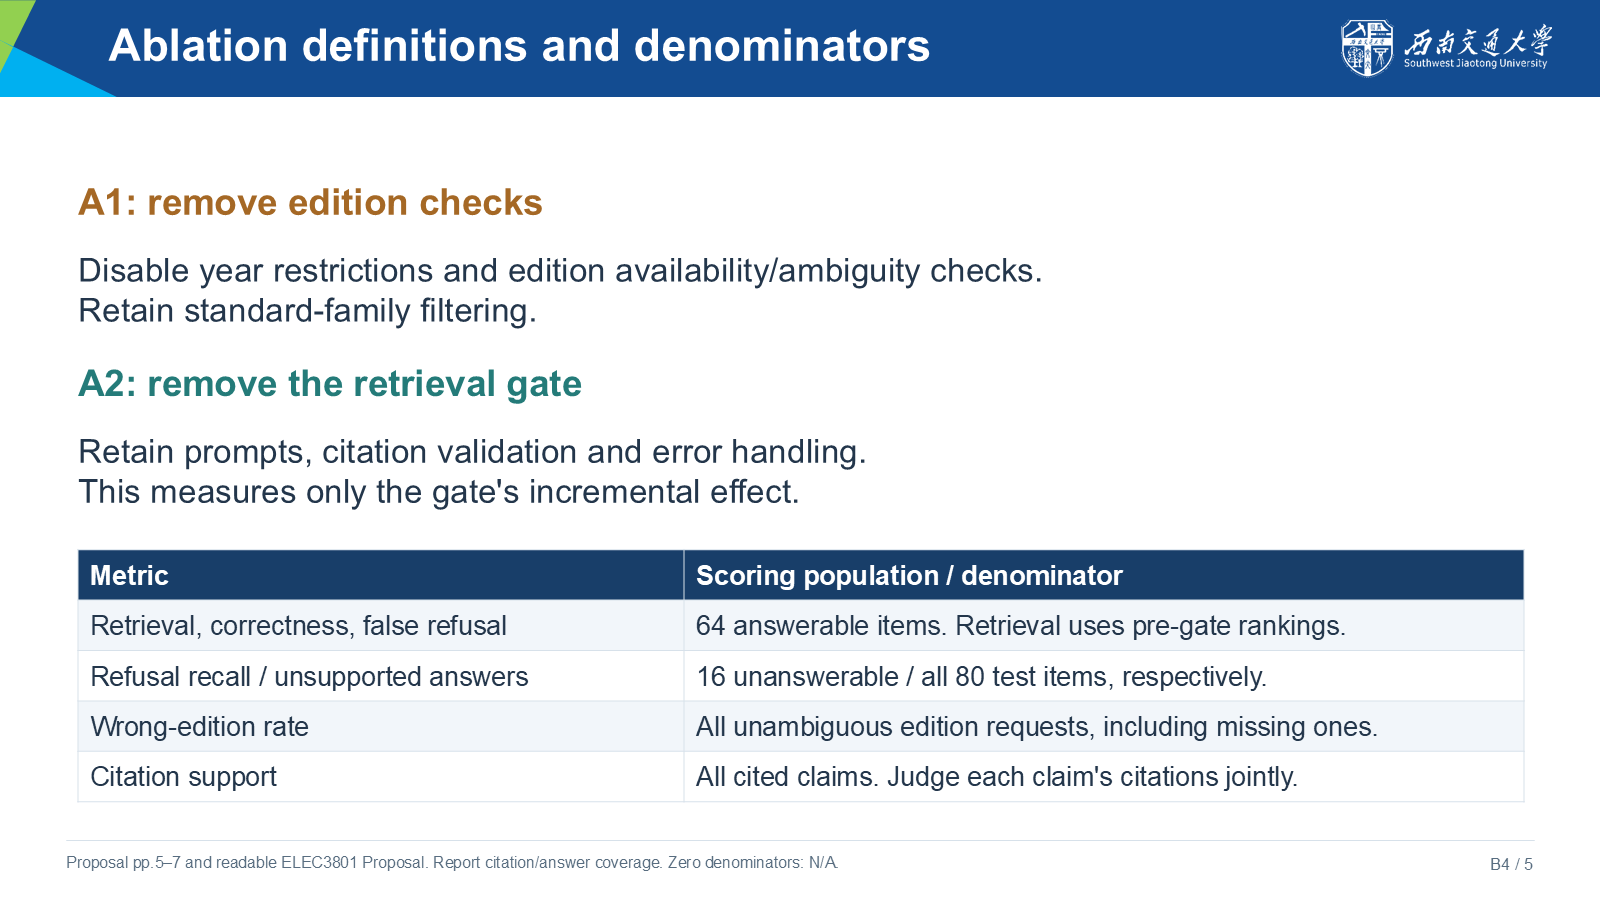 Ablation definitions and denominators
西南交通大学
Southwest Jiaotong University
A1: remove edition checks
Disable year restrictions and edition availability/ambiguity checks.
Retain standard-family filtering.
A2: remove the retrieval gate
Retain prompts, citation validation and error handling.
This measures only the gate's incremental effect.
Metric
Scoring population / denominator
Retrieval, correctness, false refusal
64 answerable items. Retrieval uses pre-gate rankings.
Refusal recall / unsupported answers
16 unanswerable / all 80 test items, respectively.
Wrong-edition rate
All unambiguous edition requests, including missing ones.
Citation support
All cited claims. Judge each claim's citations jointly.
Proposal pp.5–7 and readable ELEC3801 Proposal. Report citation/answer coverage. Zero denominators: N/A.
B4 / 5